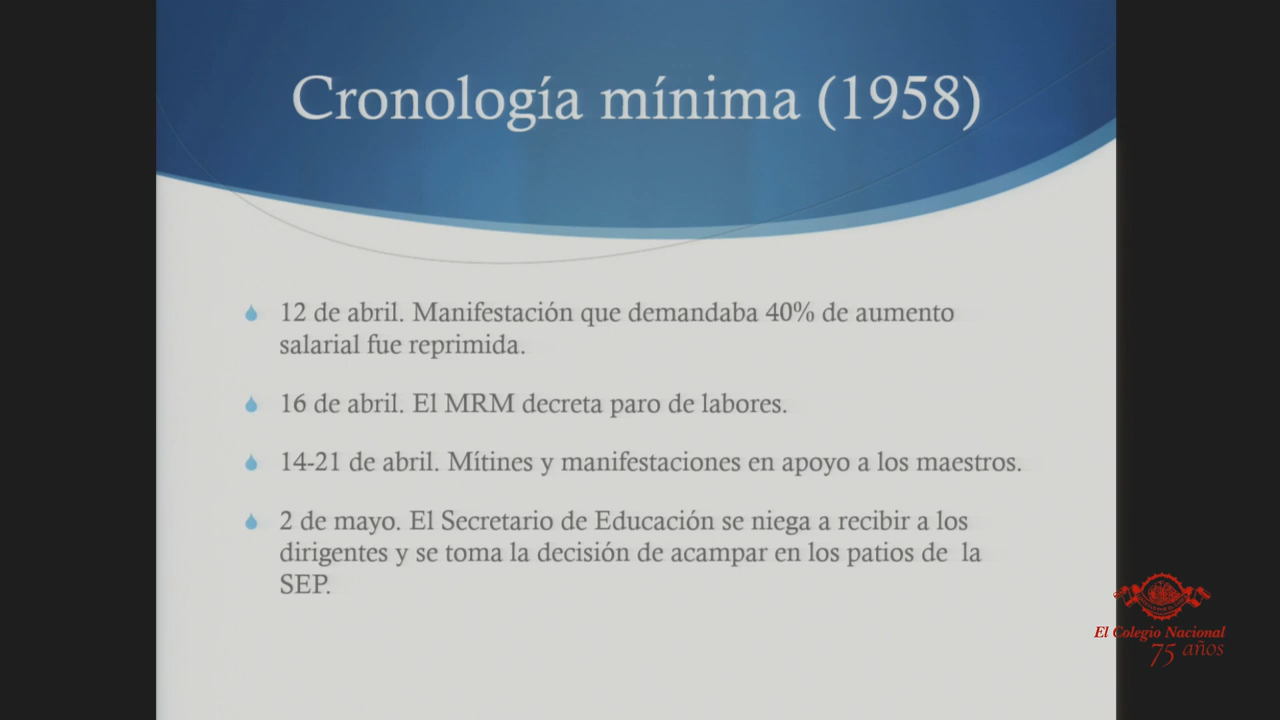 Cronología mínima (1958)
12 de abril. Manifestación que demandaba 40% de aumento
salarial fue reprimida.
16 de abril. El MRM decreta paro de labores.
14-21 de abril. Mítines y manifestaciones en apoyo a los maestros.
2 de mayo. El Secretario de Educación se niega a recibir a los
dirigentes y se toma la decisión de acampar en los patios de la
SEP.
El Colegio Nacional
75 años